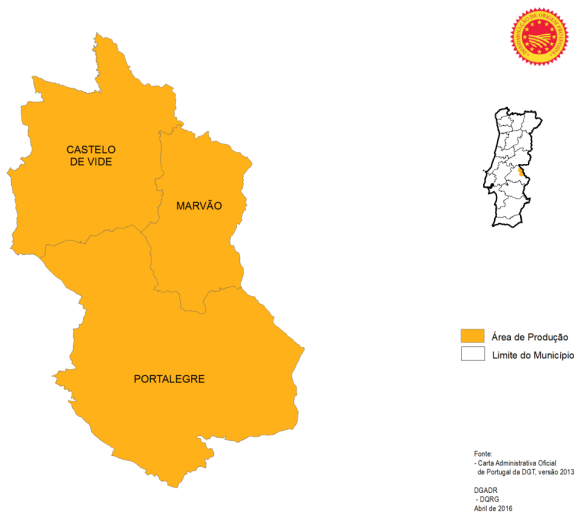 CASTELO
DE VIDE
MARVÃO
PORTALEGRE
Área de Produção
Limite do Município
Fonte:
- Carta Administrativa Oficial
de Portugal da DGT, versão 2013
DGADR
- DQRG
Abril de 2016